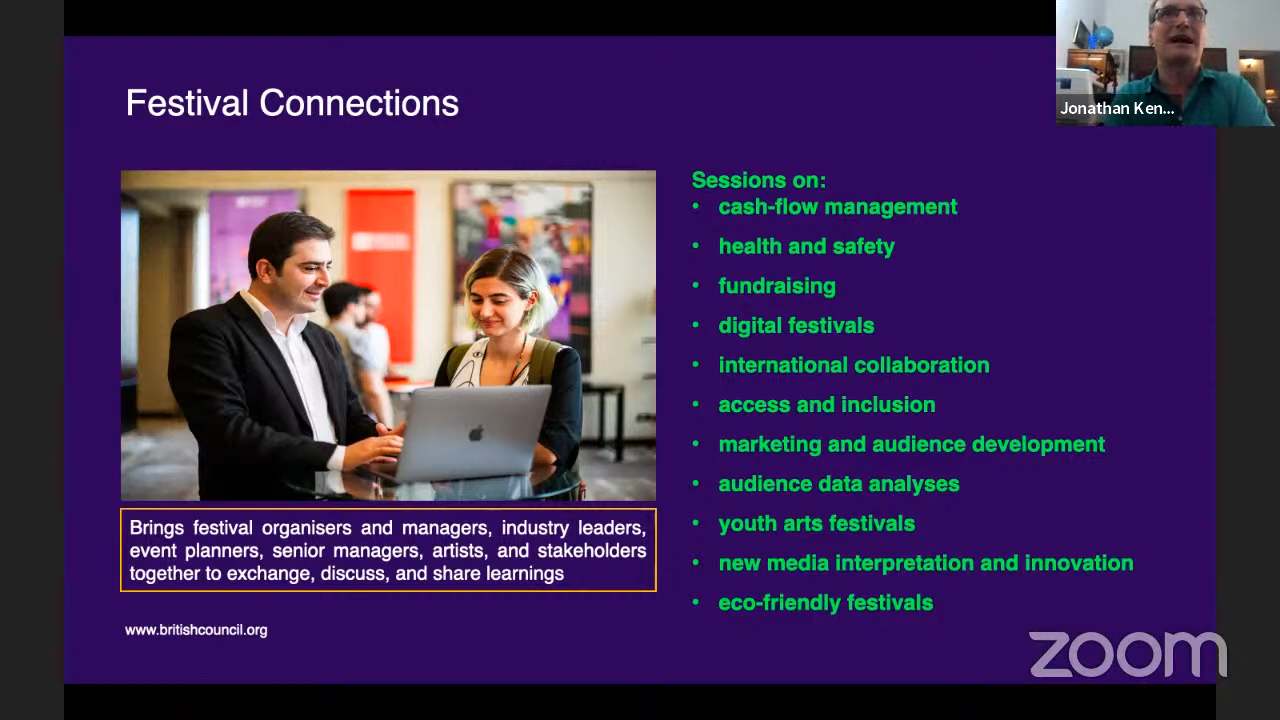 Festival Connections
Jonathan Ken...
Sessions on:
• cash-flow management
• health and safety
• fundraising
• digital festivals
• international collaboration
• access and inclusion
• marketing and audience development
• audience data analyses
• youth arts festivals
• new media interpretation and innovation
• eco-friendly festivals
Brings festival organisers and managers, industry leaders,
event planners, senior managers, artists, and stakeholders
together to exchange, discuss, and share learnings
www.britishcouncil.org
zoom